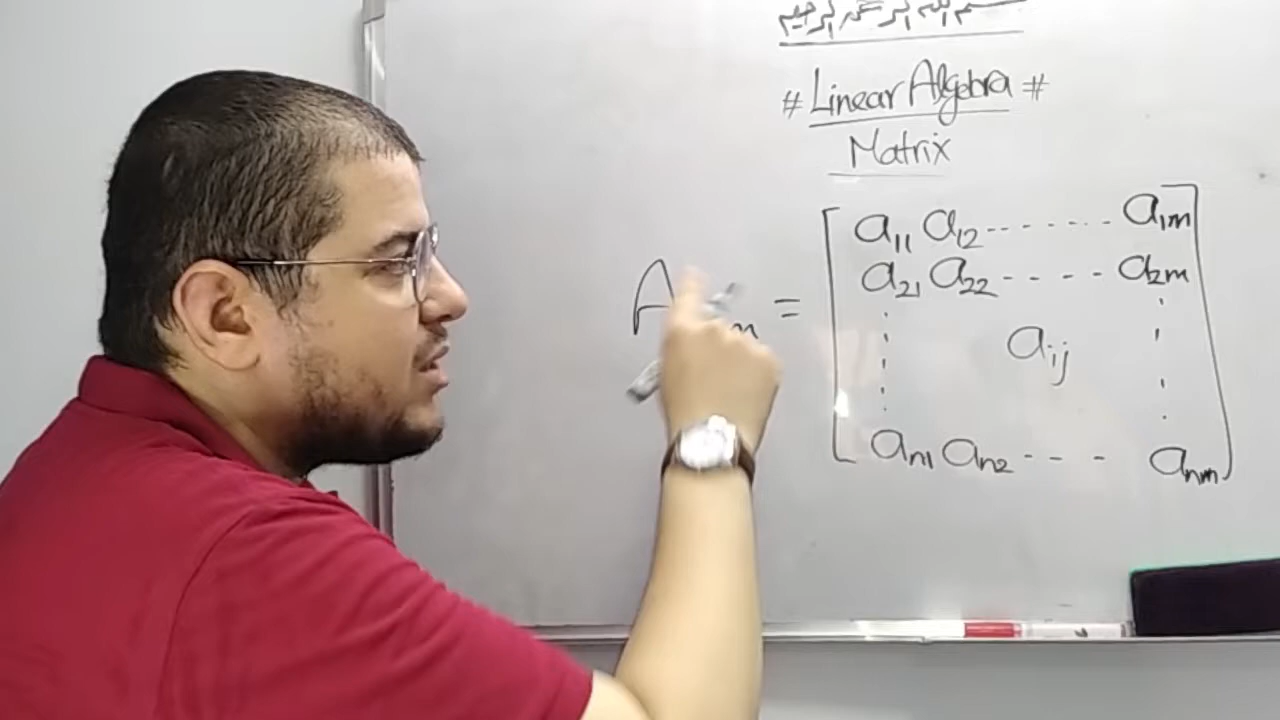 بسم الله الرحمن الرحيم
# Linear Algebra #
Matrix
a₁₁ a₁₂ - - - - - - - a₁ₘ
a₂₁ a₂₂ - - - - a₂ₘ
A =
aᵢⱼ
aₙ₁ aₙ₂ - - - aₙₘ